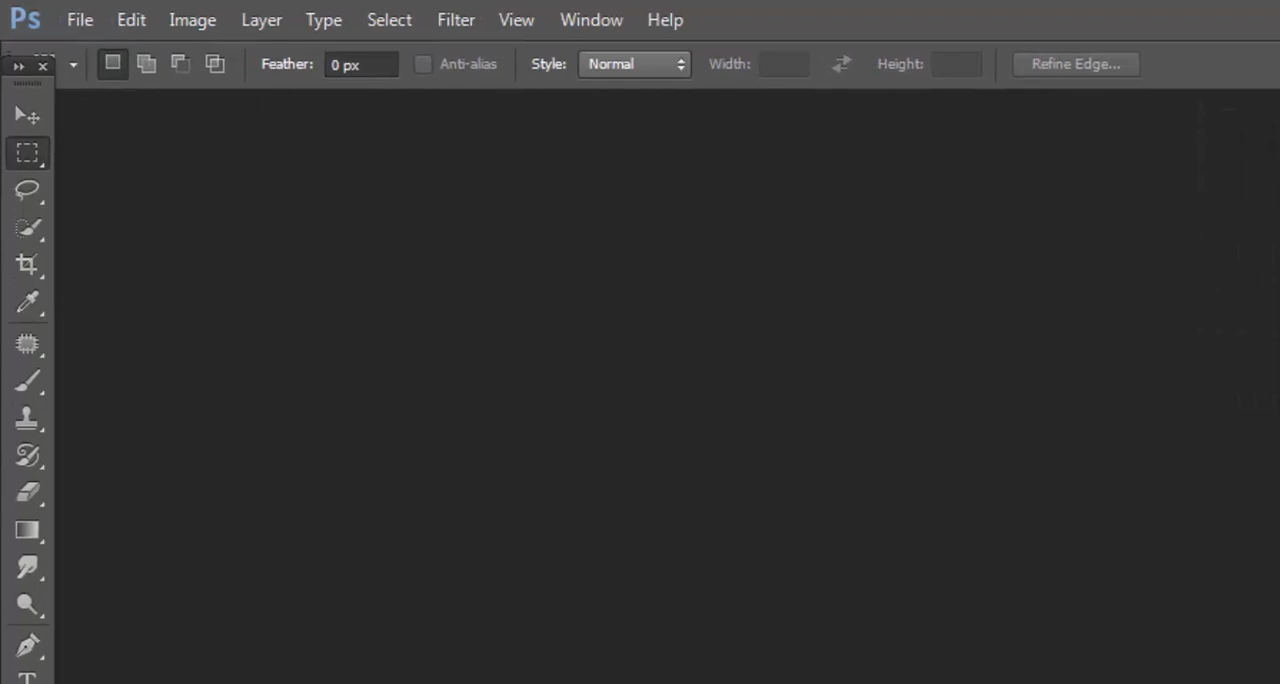 Ps File Edit Image Layer Type Select Filter View Window Help
Feather: 0 px Anti-alias Style: Normal Width: Height: Refine Edge...